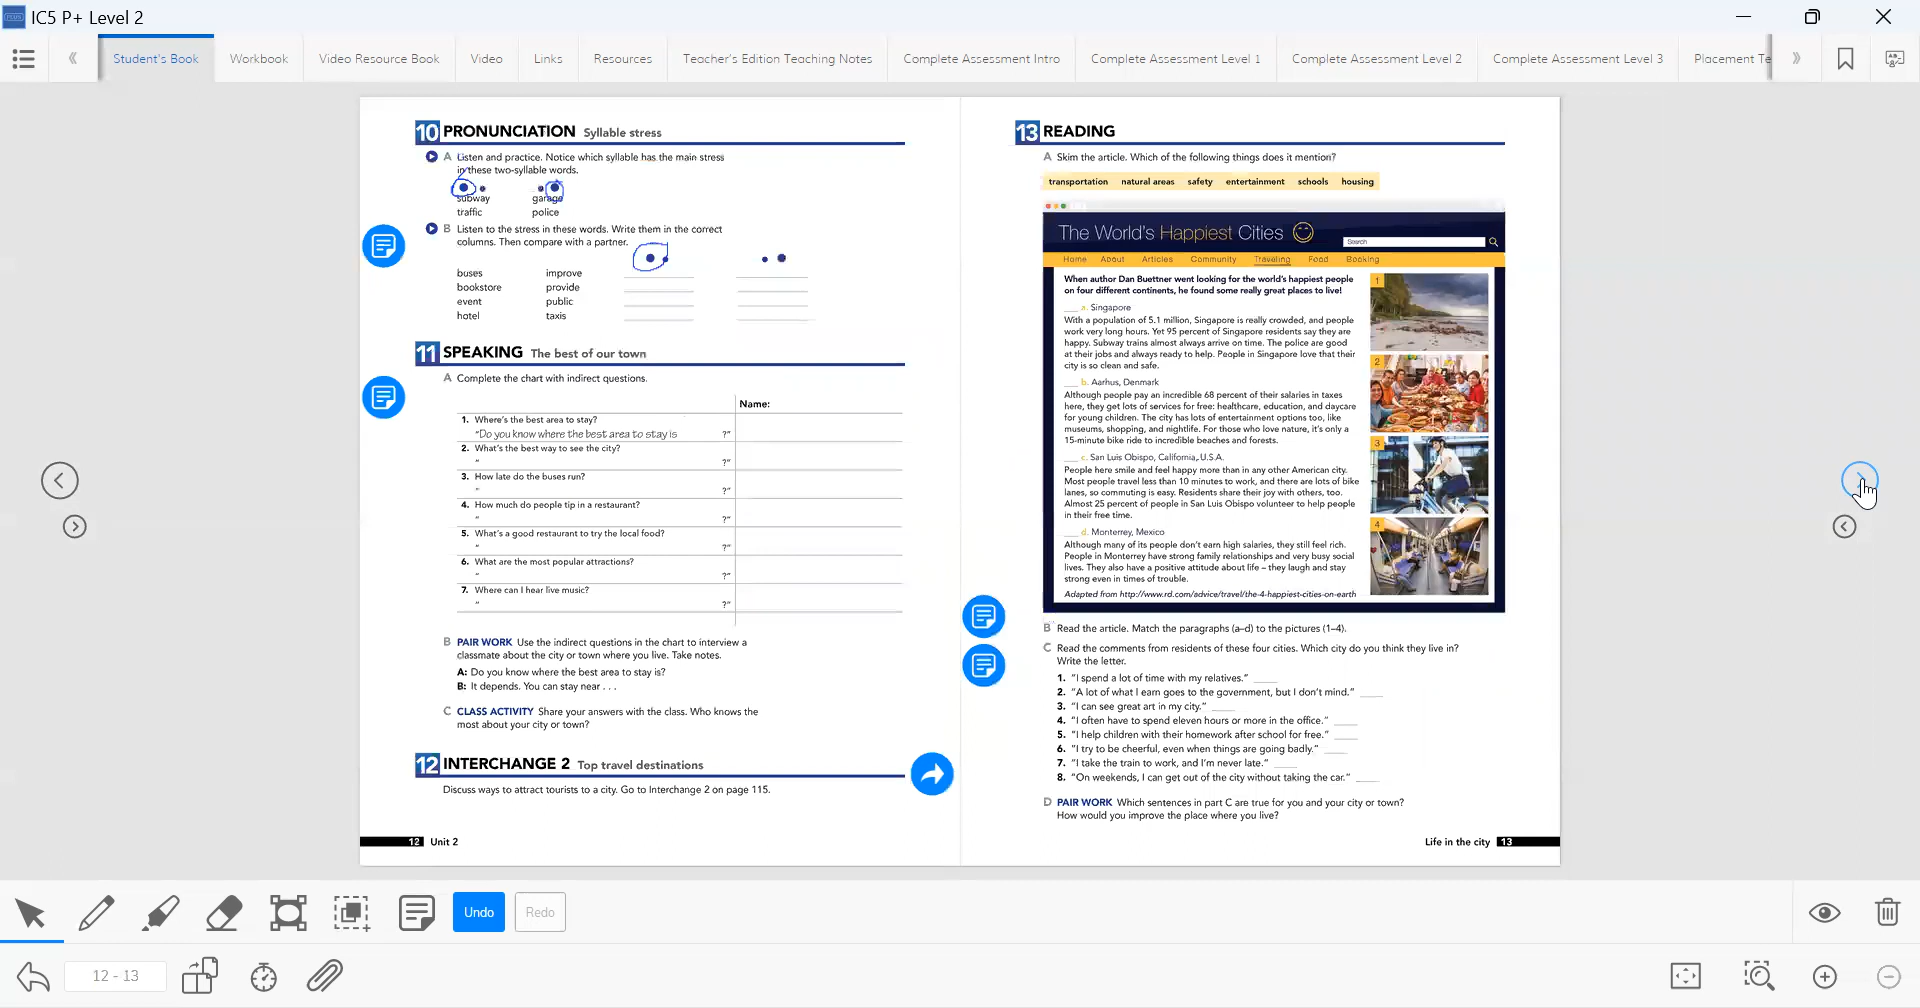 IC5 P+ Level 2
Student's Book Workbook Video Resource Book Video Links Resources Teacher's Edition Teaching Notes Complete Assessment Intro Complete Assessment Level 1 Complete Assessment Level 2 Complete Assessment Level 3 Placement Te
10 PRONUNCIATION Syllable stress
A Listen and practice. Notice which syllable has the main stress
in these two-syllable words.
subway garage
traffic police
B Listen to the stress in these words. Write them in the correct
columns. Then compare with a partner.
buses improve
bookstore provide
event public
hotel taxis
11 SPEAKING The best of our town
A Complete the chart with indirect questions.
Name:
1. Where's the best area to stay?
"Do you know where the best area to stay is ?"
2. What's the best way to see the city?
" ?"
3. How late do the buses run?
" ?"
4. How much do people tip in a restaurant?
" ?"
5. What's a good restaurant to try the local food?
" ?"
6. What are the most popular attractions?
" ?"
7. Where can I hear live music?
" ?"
B PAIR WORK Use the indirect questions in the chart to interview a
classmate about the city or town where you live. Take notes.
A: Do you know where the best area to stay is?
B: It depends. You can stay near . . .
C CLASS ACTIVITY Share your answers with the class. Who knows the
most about your city or town?
12 INTERCHANGE 2 Top travel destinations
Discuss ways to attract tourists to a city. Go to Interchange 2 on page 115.
12 Unit 2
13 READING
A Skim the article. Which of the following things does it mention?
transportation natural areas safety entertainment schools housing
The World's Happiest Cities
Search
Home About Articles Community Traveling Food Booking
When author Dan Buettner went looking for the world's happiest people
on four different continents, he found some really great places to live!
___ a. Singapore
With a population of 5.1 million, Singapore is really crowded, and people
work very long hours. Yet 95 percent of Singapore residents say they are
happy. Subway trains almost always arrive on time. The police are good
at their jobs and always ready to help. People in Singapore love that their
city is so clean and safe.
___ b. Aarhus, Denmark
Although people pay an incredible 68 percent of their salaries in taxes
here, they get lots of services for free: healthcare, education, and daycare
for young children. The city has lots of entertainment options too, like
museums, shopping, and nightlife. For those who love nature, it's only a
15-minute bike ride to incredible beaches and forests.
___ c. San Luis Obispo, California, U.S.A.
People here smile and feel happy more than in any other American city.
Most people travel less than 10 minutes to work, and there are lots of bike
lanes, so commuting is easy. Residents share their joy with others, too.
Almost 25 percent of people in San Luis Obispo volunteer to help people
in their free time.
___ d. Monterrey, Mexico
Although many of its people don't earn high salaries, they still feel rich.
People in Monterrey have strong family relationships and very busy social
lives. They also have a positive attitude about life – they laugh and stay
strong even in times of trouble.
Adapted from http://www.rd.com/advice/travel/the-4-happiest-cities-on-earth
1
2
3
4
B Read the article. Match the paragraphs (a–d) to the pictures (1–4).
C Read the comments from residents of these four cities. Which city do you think they live in?
Write the letter.
1. "I spend a lot of time with my relatives." ___
2. "A lot of what I earn goes to the government, but I don't mind." ___
3. "I can see great art in my city." ___
4. "I often have to spend eleven hours or more in the office." ___
5. "I help children with their homework after school for free." ___
6. "I try to be cheerful, even when things are going badly." ___
7. "I take the train to work, and I'm never late." ___
8. "On weekends, I can get out of the city without taking the car." ___
D PAIR WORK Which sentences in part C are true for you and your city or town?
How would you improve the place where you live?
Life in the city 13
Undo Redo
12 - 13